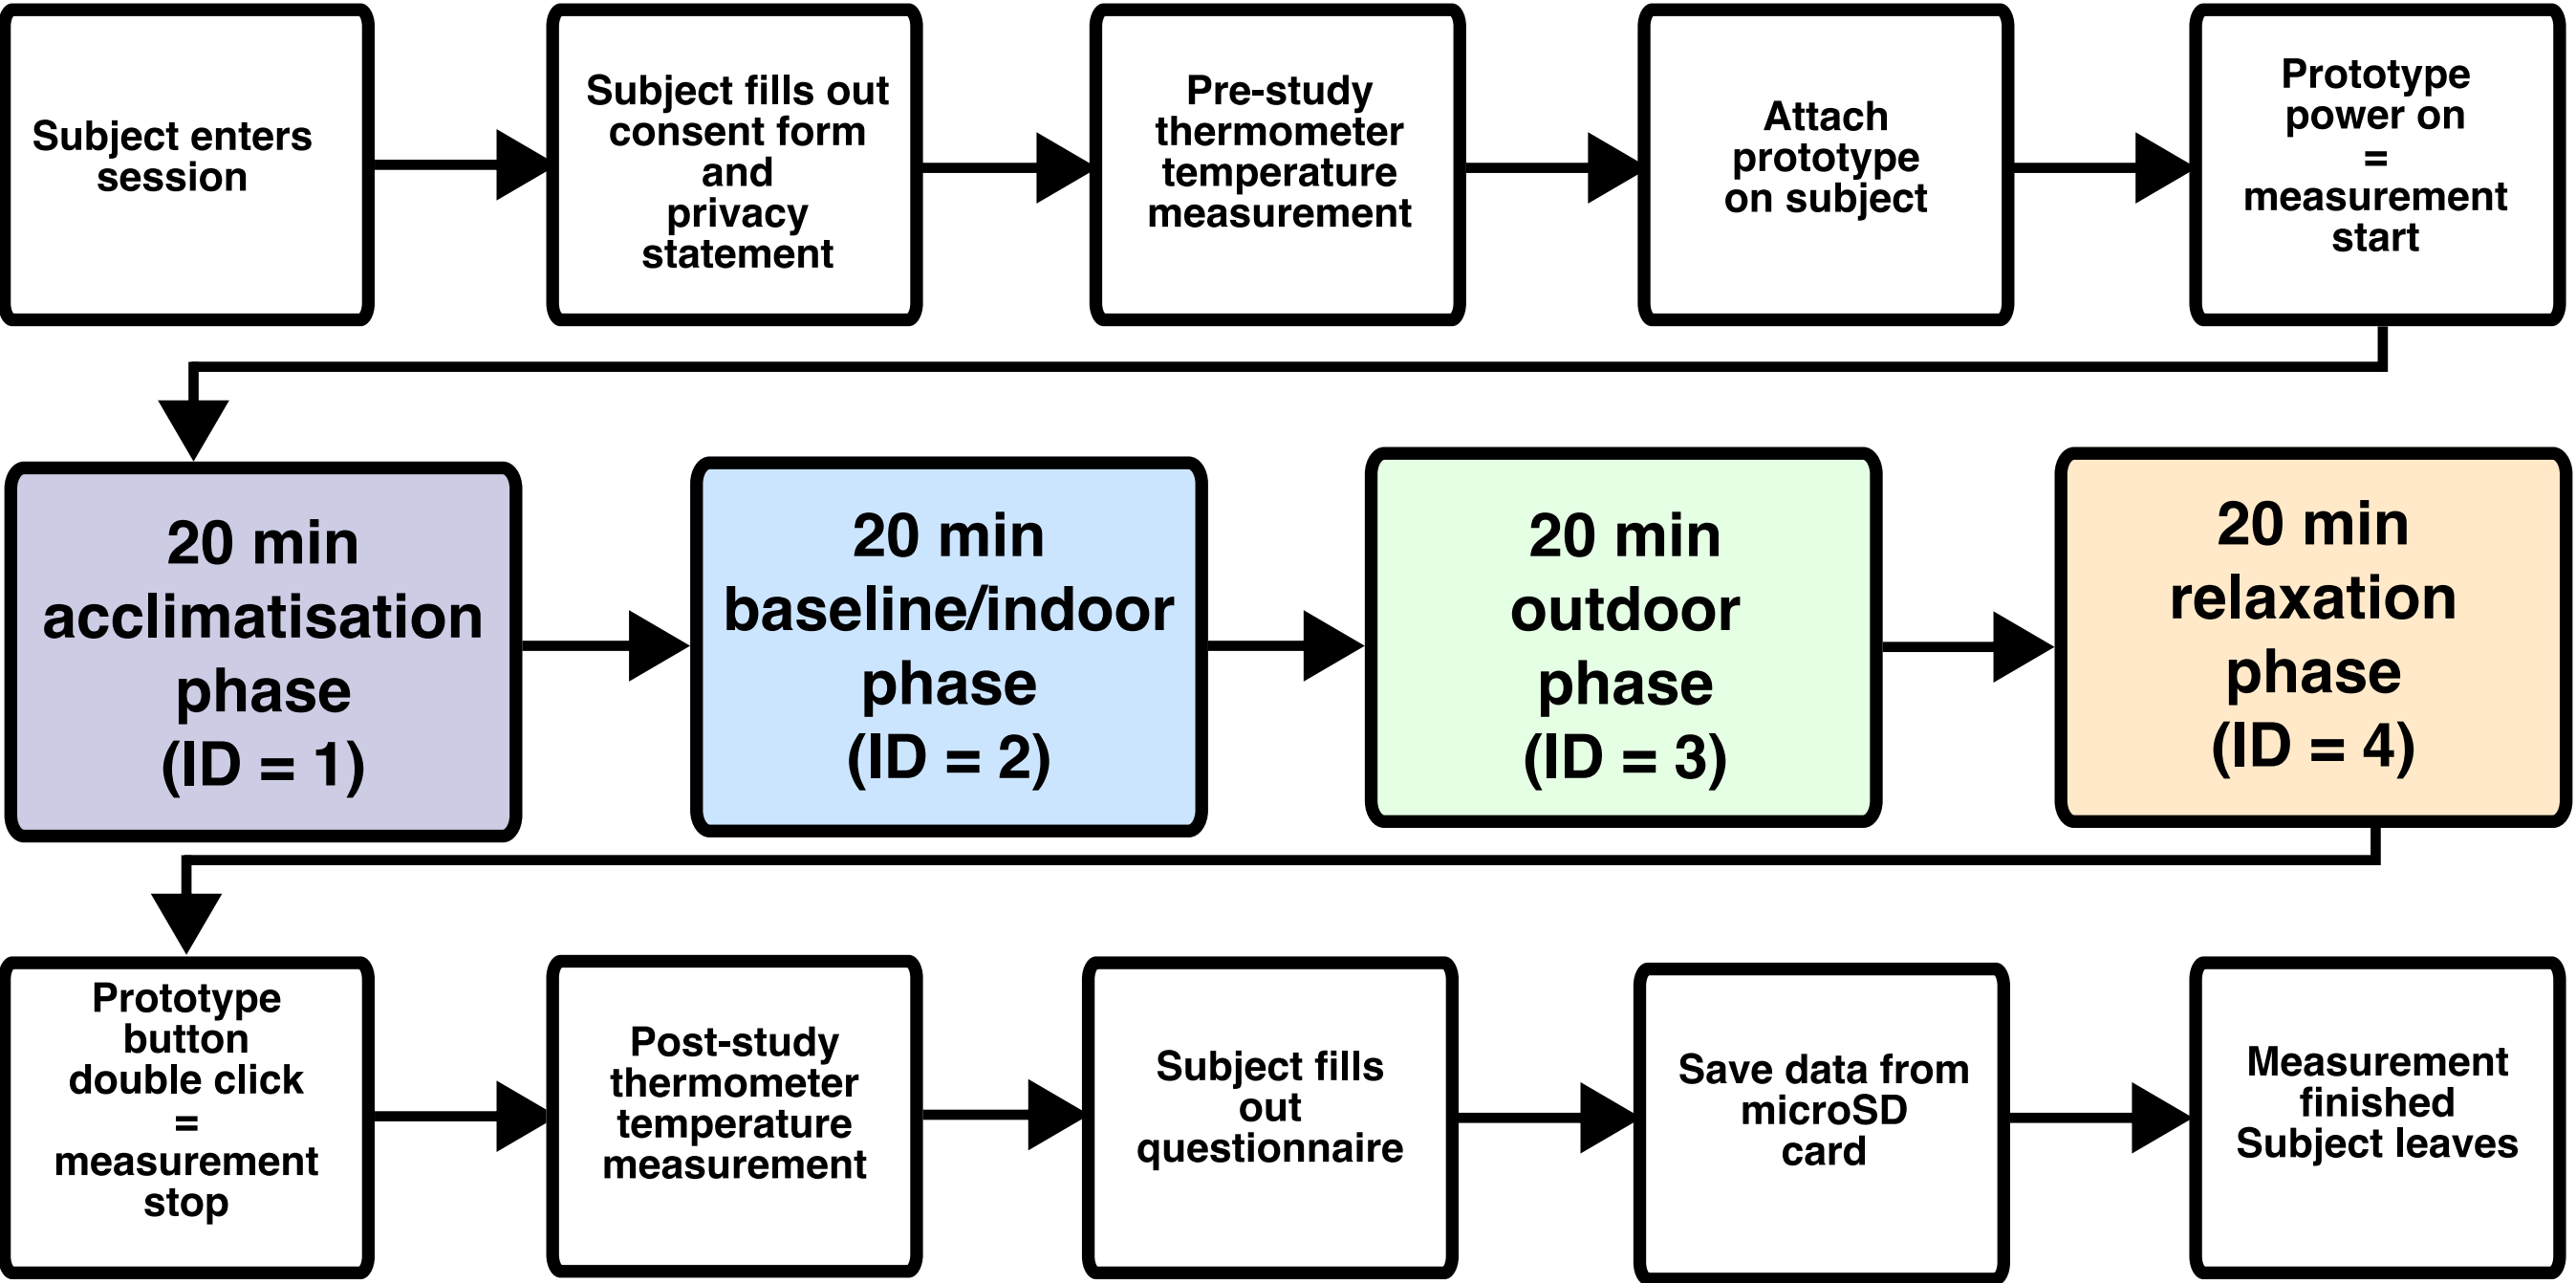 Subject enters
session
Subject fills out
consent form
and
privacy
statement
Pre-study
thermometer
temperature
measurement
Attach
prototype
on subject
Prototype
power on
=
measurement
start
20 min
acclimatisation
phase
(ID = 1)
20 min
baseline/indoor
phase
(ID = 2)
20 min
outdoor
phase
(ID = 3)
20 min
relaxation
phase
(ID = 4)
Prototype
button
double click
=
measurement
stop
Post-study
thermometer
temperature
measurement
Subject fills
out
questionnaire
Save data from
microSD
card
Measurement
finished
Subject leaves